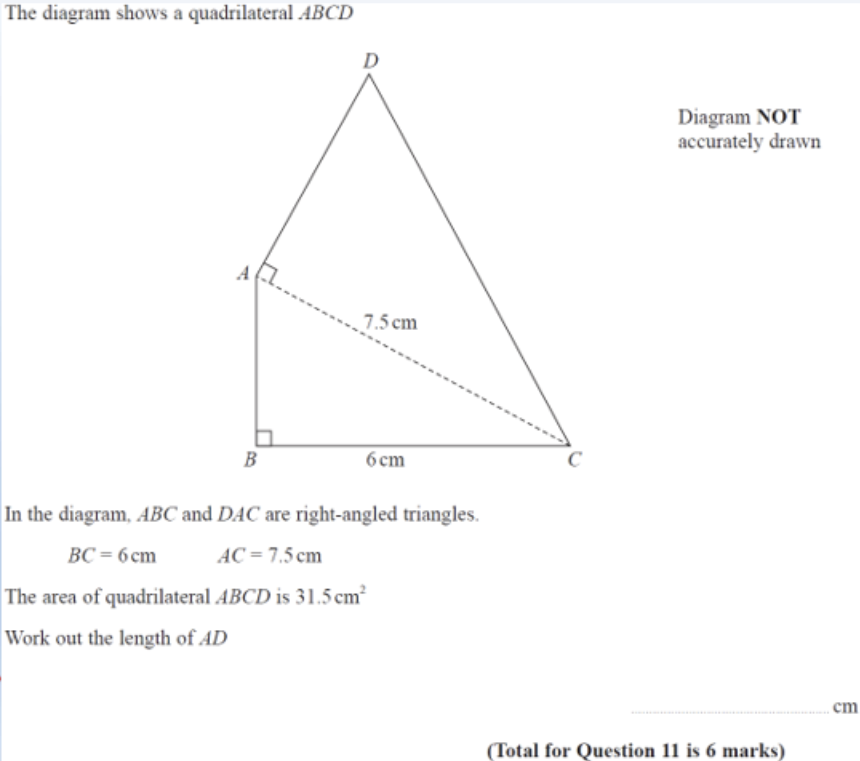 The diagram shows a quadrilateral ABCD
D
Diagram NOT
accurately drawn
A
7.5 cm
B
6 cm
C
In the diagram, ABC and DAC are right-angled triangles.
BC = 6 cm AC = 7.5 cm
The area of quadrilateral ABCD is 31.5 cm²
Work out the length of AD
cm
(Total for Question 11 is 6 marks)